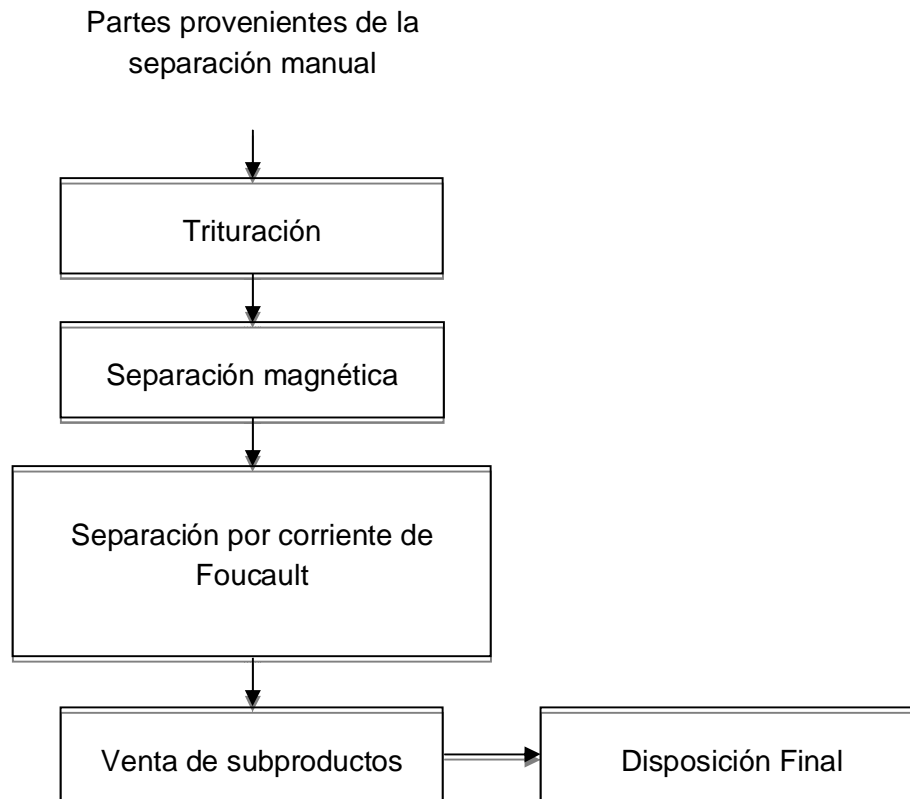 Partes provenientes de la
separación manual
Trituración
Separación magnética
Separación por corriente de
Foucault
Venta de subproductos
Disposición Final